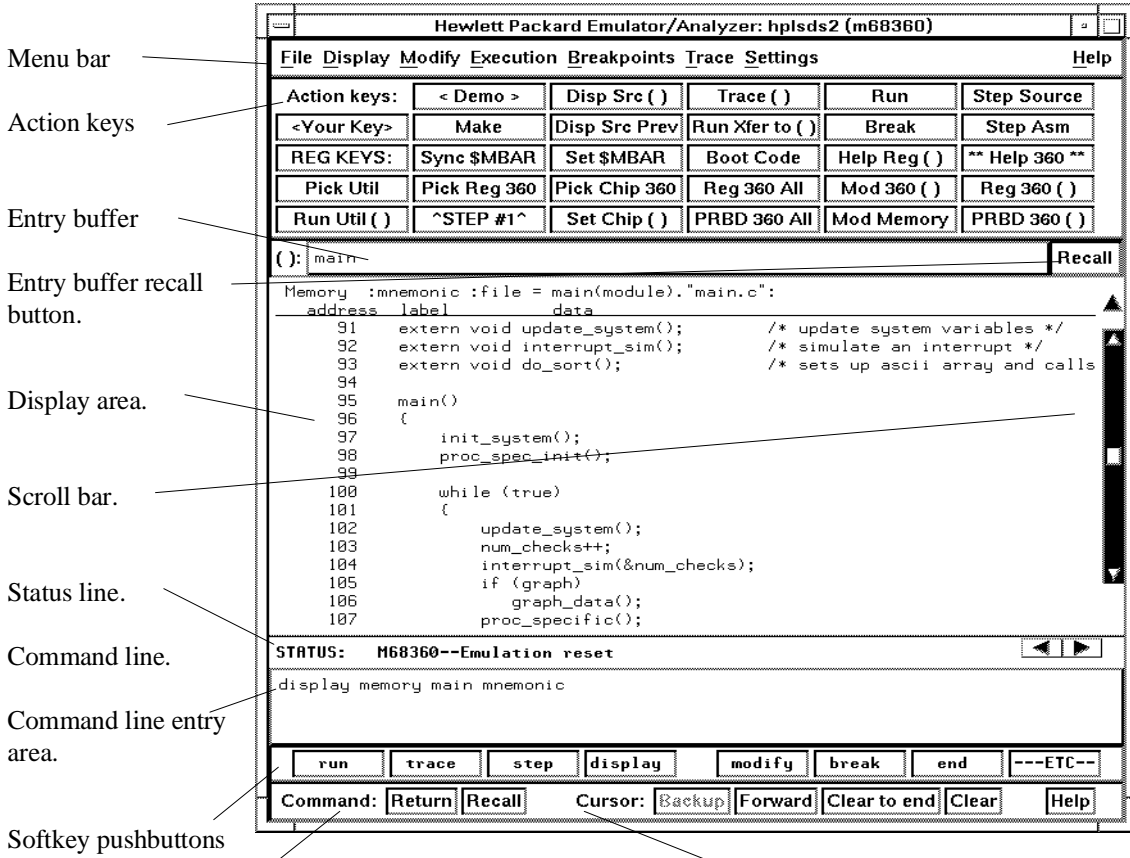 Hewlett Packard Emulator/Analyzer: hplsds2 (m68360)
Menu bar
File Display Modify Execution Breakpoints Trace Settings Help
Action keys
Action keys: < Demo > Disp Src ( ) Trace ( ) Run Step Source
<Your Key> Make Disp Src Prev Run Xfer to ( ) Break Step Asm
REG KEYS: Sync $MBAR Set $MBAR Boot Code Help Reg ( ) ** Help 360 **
Pick Util Pick Reg 360 Pick Chip 360 Reg 360 All Mod 360 ( ) Reg 360 ( )
Run Util ( ) ^STEP #1^ Set Chip ( ) PRBD 360 All Mod Memory PRBD 360 ( )
Entry buffer
( ): main Recall
Entry buffer recall
button.
Memory :mnemonic :file = main(module)."main.c":
address label data
91 extern void update_system(); /* update system variables */
92 extern void interrupt_sim(); /* simulate an interrupt */
93 extern void do_sort(); /* sets up ascii array and calls
94
95 main()
Display area.
96 {
97 init_system();
98 proc_spec_init();
99
Scroll bar.
100 while (true)
101 {
102 update_system();
103 num_checks++;
104 interrupt_sim(&num_checks);
105 if (graph)
106 graph_data();
107 proc_specific();
Status line.
STATUS: M68360--Emulation reset
Command line.
display memory main mnemonic
Command line entry
area.
run trace step display modify break end ---ETC--
Command: Return Recall Cursor: Backup Forward Clear to end Clear Help
Softkey pushbuttons